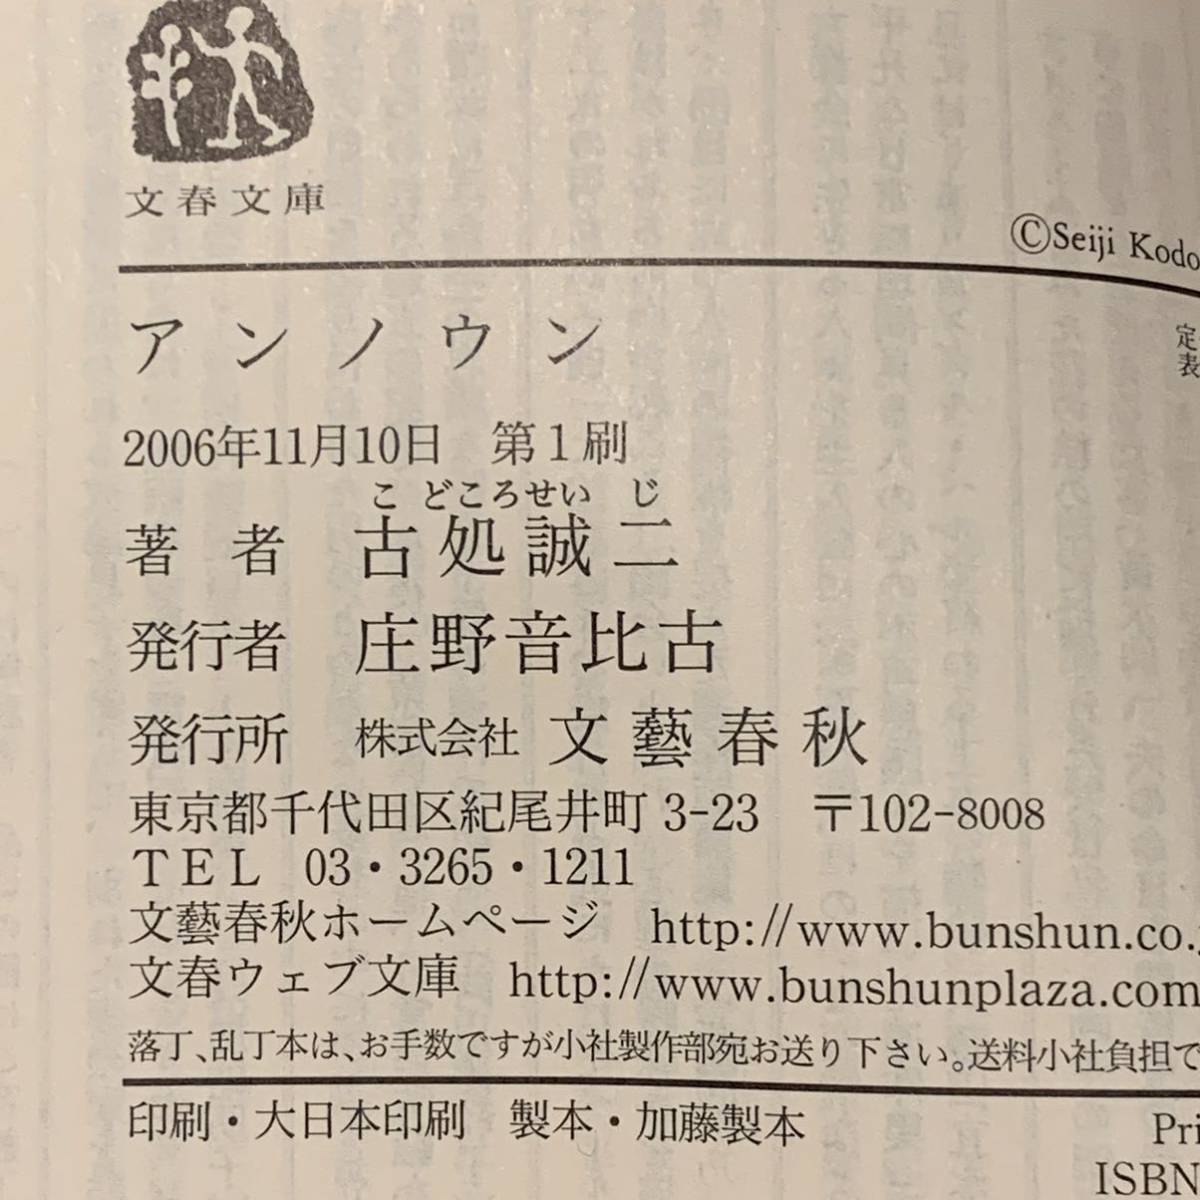 文春文庫
©Seiji Kodo
定
表
アンノウン
2006年11月10日　第1刷
こどころせいじ
著　者　古処誠二
発行者　庄野音比古
発行所　株式会社 文藝春秋
東京都千代田区紀尾井町 3-23　〒102-8008
ＴＥＬ　03・3265・1211
文藝春秋ホームページ　http://www.bunshun.co.j
文春ウェブ文庫　http://www.bunshunplaza.com
落丁、乱丁本は、お手数ですが小社製作部宛お送り下さい。送料小社負担で
印刷・大日本印刷　製本・加藤製本
Pri
ISBN